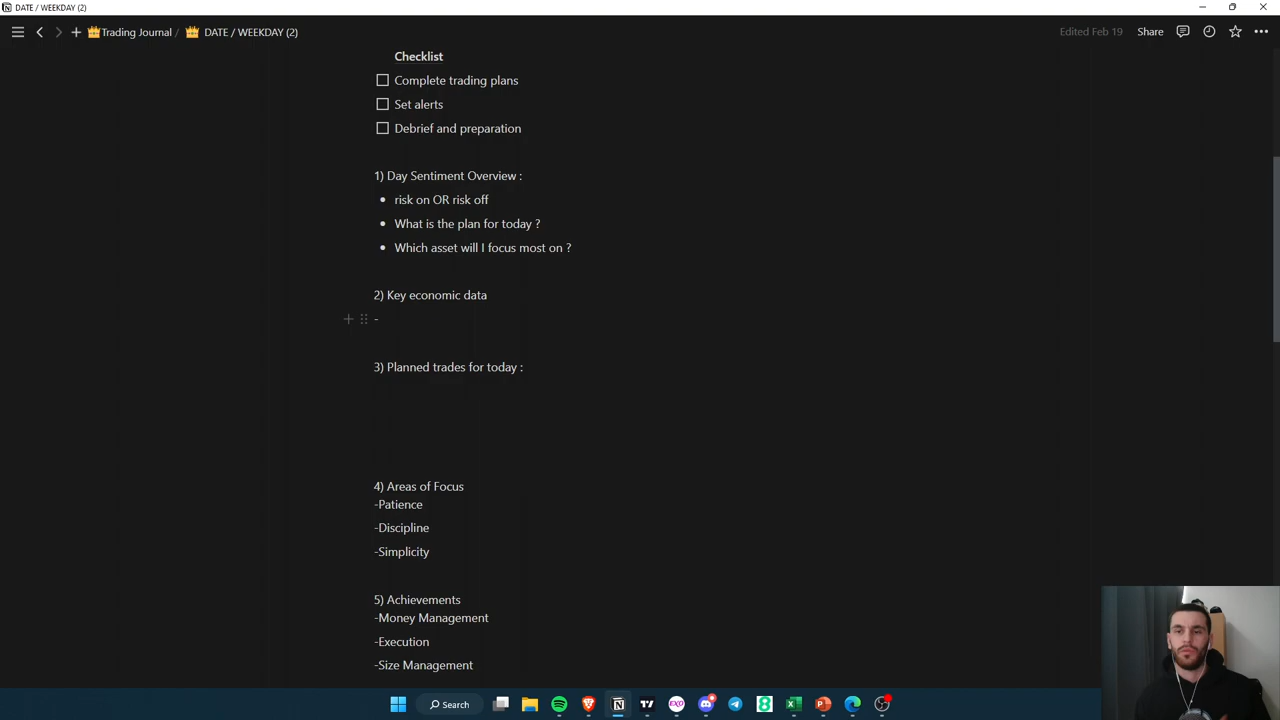 DATE / WEEKDAY (2)
Trading Journal / DATE / WEEKDAY (2)
Edited Feb 19 Share
Checklist
Complete trading plans
Set alerts
Debrief and preparation
1) Day Sentiment Overview :
risk on OR risk off
What is the plan for today ?
Which asset will I focus most on ?
2) Key economic data
-
3) Planned trades for today :
4) Areas of Focus
-Patience
-Discipline
-Simplicity
5) Achievements
-Money Management
-Execution
-Size Management
Search